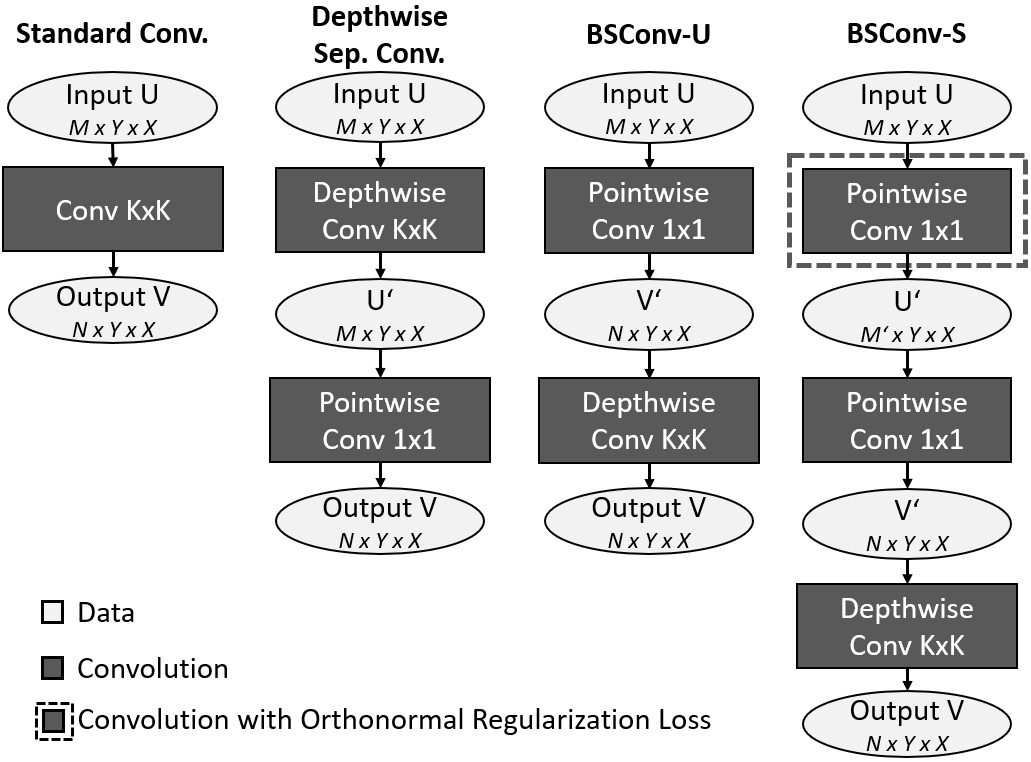 Standard Conv.
Input U
M x Y x X
Conv KxK
Output V
N x Y x X
Depthwise
Sep. Conv.
Input U
M x Y x X
Depthwise
Conv KxK
U‘
M x Y x X
Pointwise
Conv 1x1
Output V
N x Y x X
BSConv-U
Input U
M x Y x X
Pointwise
Conv 1x1
V‘
N x Y x X
Depthwise
Conv KxK
Output V
N x Y x X
BSConv-S
Input U
M x Y x X
Pointwise
Conv 1x1
U‘
M‘ x Y x X
Pointwise
Conv 1x1
V‘
N x Y x X
Depthwise
Conv KxK
Output V
N x Y x X
Data
Convolution
Convolution with Orthonormal Regularization Loss